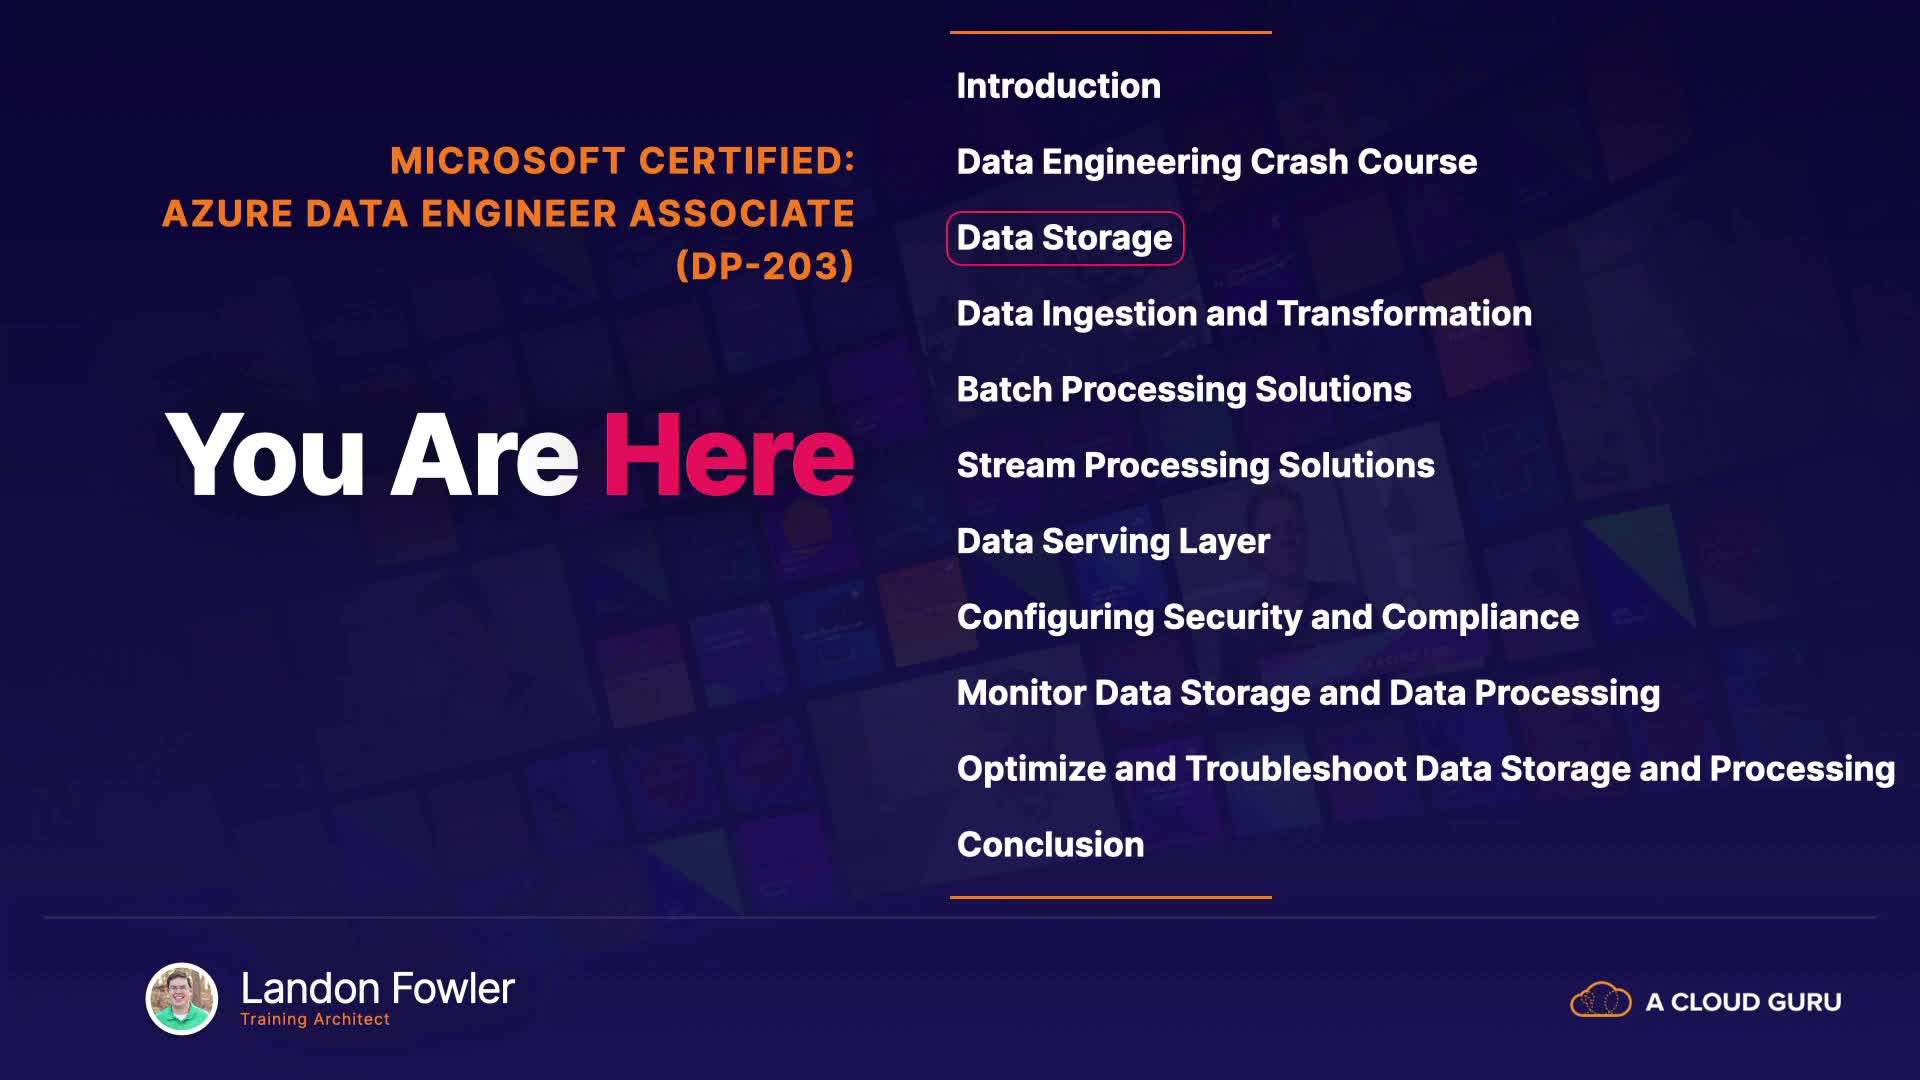 MICROSOFT CERTIFIED:
AZURE DATA ENGINEER ASSOCIATE
(DP-203)
You Are Here
Introduction
Data Engineering Crash Course
Data Storage
Data Ingestion and Transformation
Batch Processing Solutions
Stream Processing Solutions
Data Serving Layer
Configuring Security and Compliance
Monitor Data Storage and Data Processing
Optimize and Troubleshoot Data Storage and Processing
Conclusion
Landon Fowler
Training Architect
A CLOUD GURU